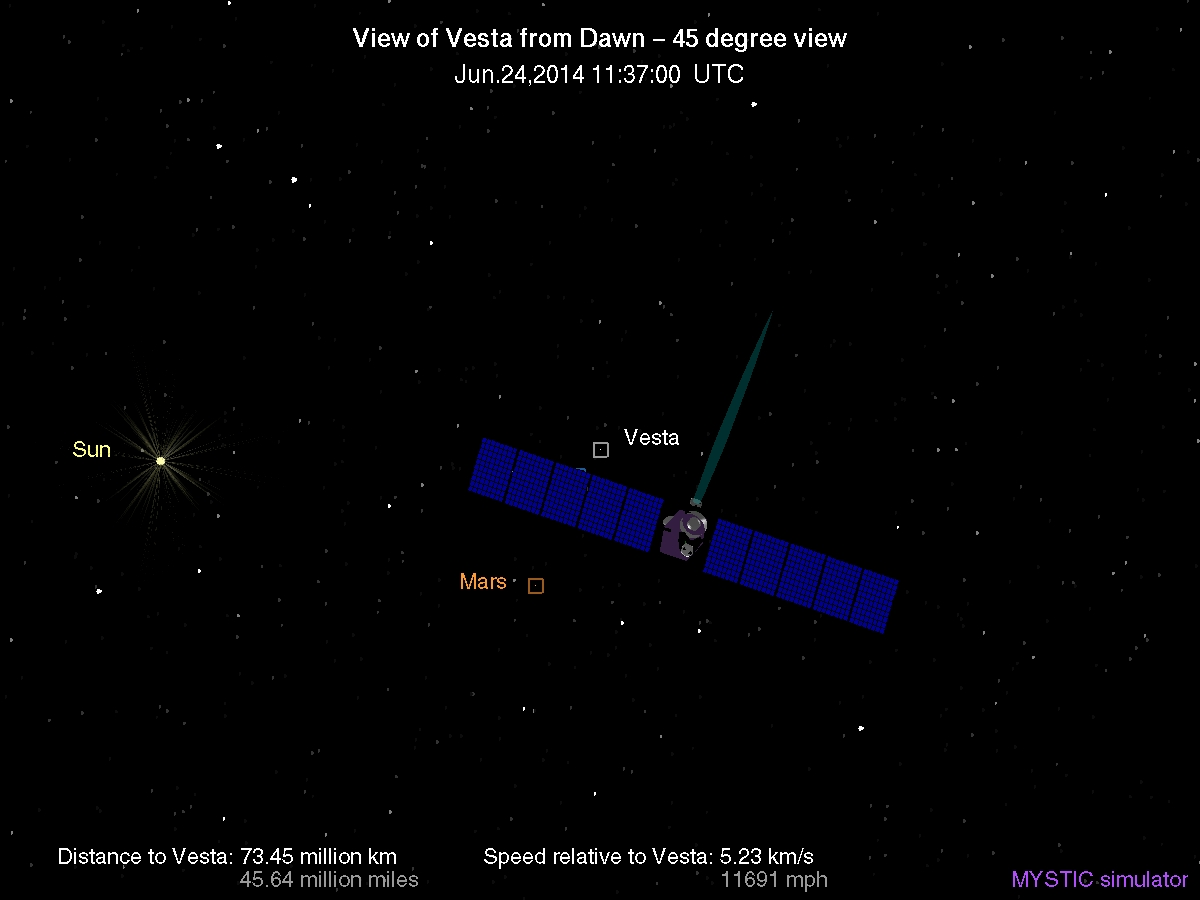 View of Vesta from Dawn – 45 degree view
Jun.24,2014 11:37:00 UTC
Vesta
Sun
Mars
Distance to Vesta: 73.45 million km
45.64 million miles
Speed relative to Vesta: 5.23 km/s
11691 mph
MYSTIC simulator